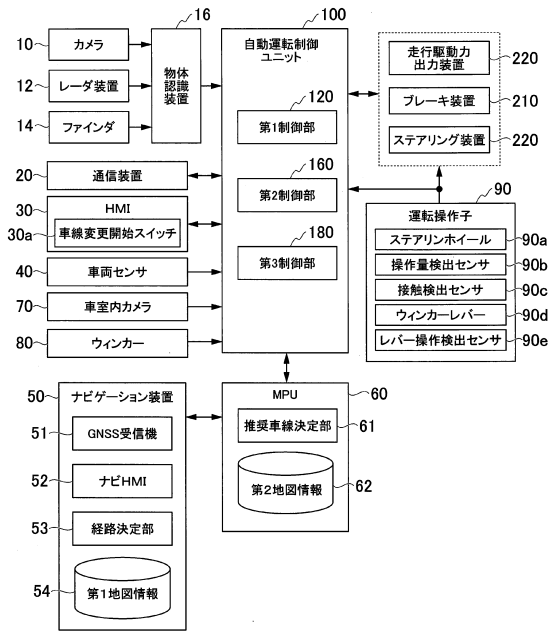 10
カメラ
12
レーダ装置
14
ファインダ
16
物体
認識
装置
20
通信装置
30
HMI
30a
車線変更開始スイッチ
40
車両センサ
70
車室内カメラ
80
ウィンカー
100
自動運転制御
ユニット
120
第1制御部
160
第2制御部
180
第3制御部
走行駆動力
出力装置
220
ブレーキ装置
210
ステアリング装置
220
90
運転操作子
ステアリンホイール
90a
操作量検出センサ
90b
接触検出センサ
90c
ウィンカーレバー
90d
レバー操作検出センサ
90e
50
ナビゲーション装置
51
GNSS受信機
52
ナビHMI
53
経路決定部
54
第1地図情報
MPU
60
推奨車線決定部
61
第2地図情報
62